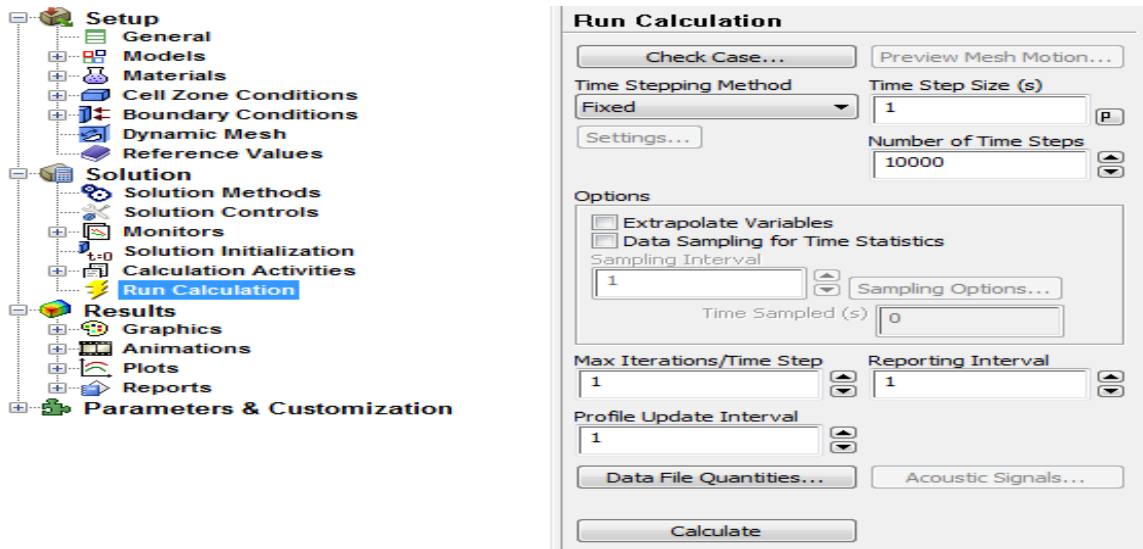 Setup
General
Models
Materials
Cell Zone Conditions
Boundary Conditions
Dynamic Mesh
Reference Values
Solution
Solution Methods
Solution Controls
Monitors
t=0 Solution Initialization
Calculation Activities
Run Calculation
Results
Graphics
Animations
Plots
Reports
Parameters & Customization
Run Calculation
Check Case... Preview Mesh Motion...
Time Stepping Method Time Step Size (s)
Fixed 1 P
Settings... Number of Time Steps
10000
Options
Extrapolate Variables
Data Sampling for Time Statistics
Sampling Interval
1 Sampling Options...
Time Sampled (s) 0
Max Iterations/Time Step Reporting Interval
1 1
Profile Update Interval
1
Data File Quantities... Acoustic Signals...
Calculate